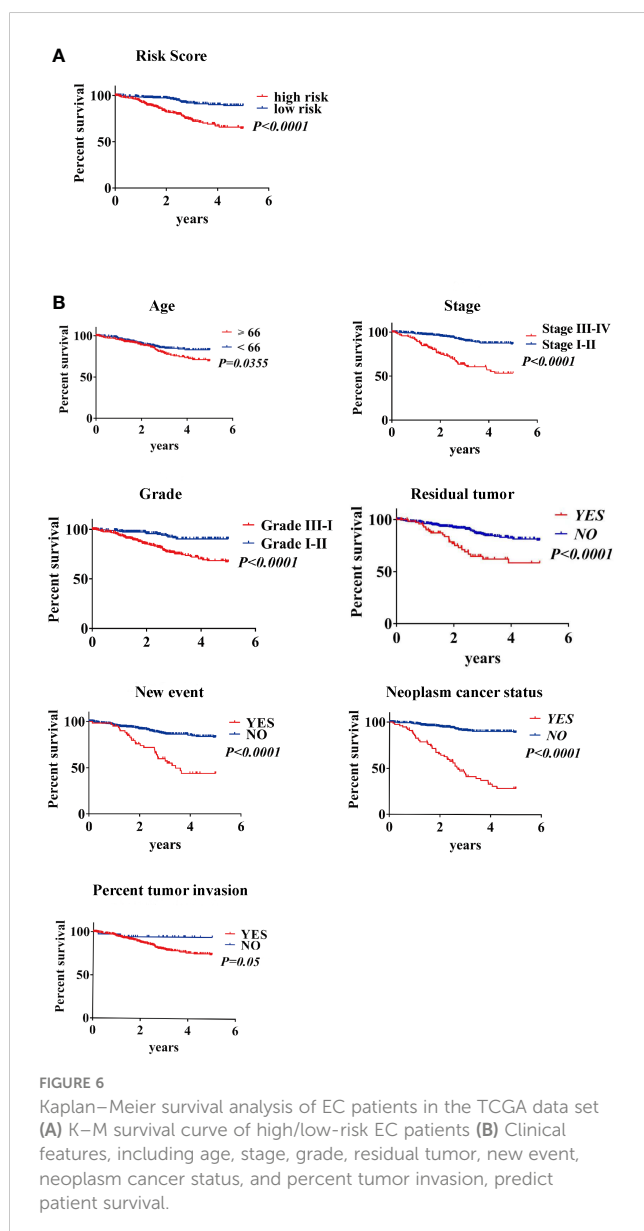 A
Risk Score
Percent survival
100
50
0
0 2 4 6
years
high risk
low risk
P<0.0001
B
Age
Percent survival
100
50
0
0 2 4 6
years
≥ 66
< 66
P=0.0355
Stage
Percent survival
100
50
0
0 2 4 6
years
Stage III-IV
Stage I-II
P<0.0001
Grade
Percent survival
100
50
0
0 2 4 6
years
Grade III-I
Grade I-II
P<0.0001
Residual tumor
Percent survival
100
50
0
0 2 4 6
years
YES
NO
P<0.0001
New event
Percent survival
100
50
0
0 2 4 6
years
YES
NO
P<0.0001
Neoplasm cancer status
Percent survival
100
50
0
0 2 4 6
years
YES
NO
P<0.0001
Percent tumor invasion
Percent survival
100
50
0
0 2 4 6
years
YES
NO
P=0.05
FIGURE 6
Kaplan–Meier survival analysis of EC patients in the TCGA data set
(A) K–M survival curve of high/low-risk EC patients (B) Clinical
features, including age, stage, grade, residual tumor, new event,
neoplasm cancer status, and percent tumor invasion, predict
patient survival.